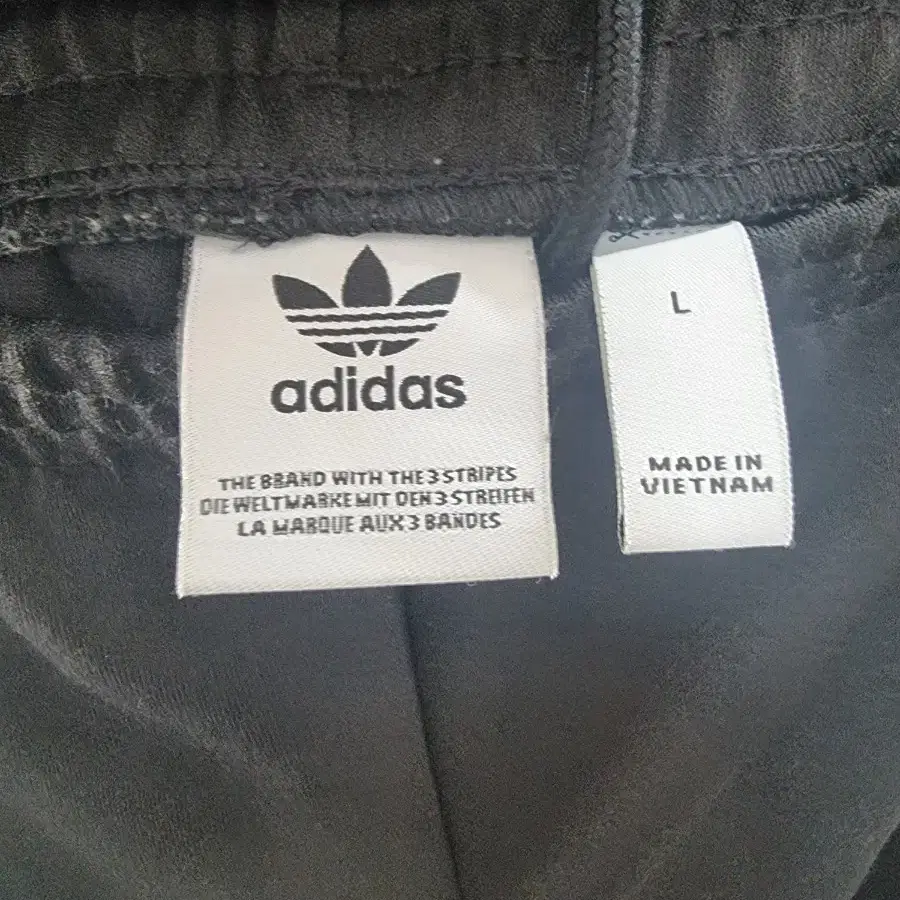 adidas
THE BRAND WITH THE 3 STRIPES
DIE WELTMARKE MIT DEN 3 STREIFEN
LA MARQUE AUX 3 BANDES
L
MADE IN
VIETNAM